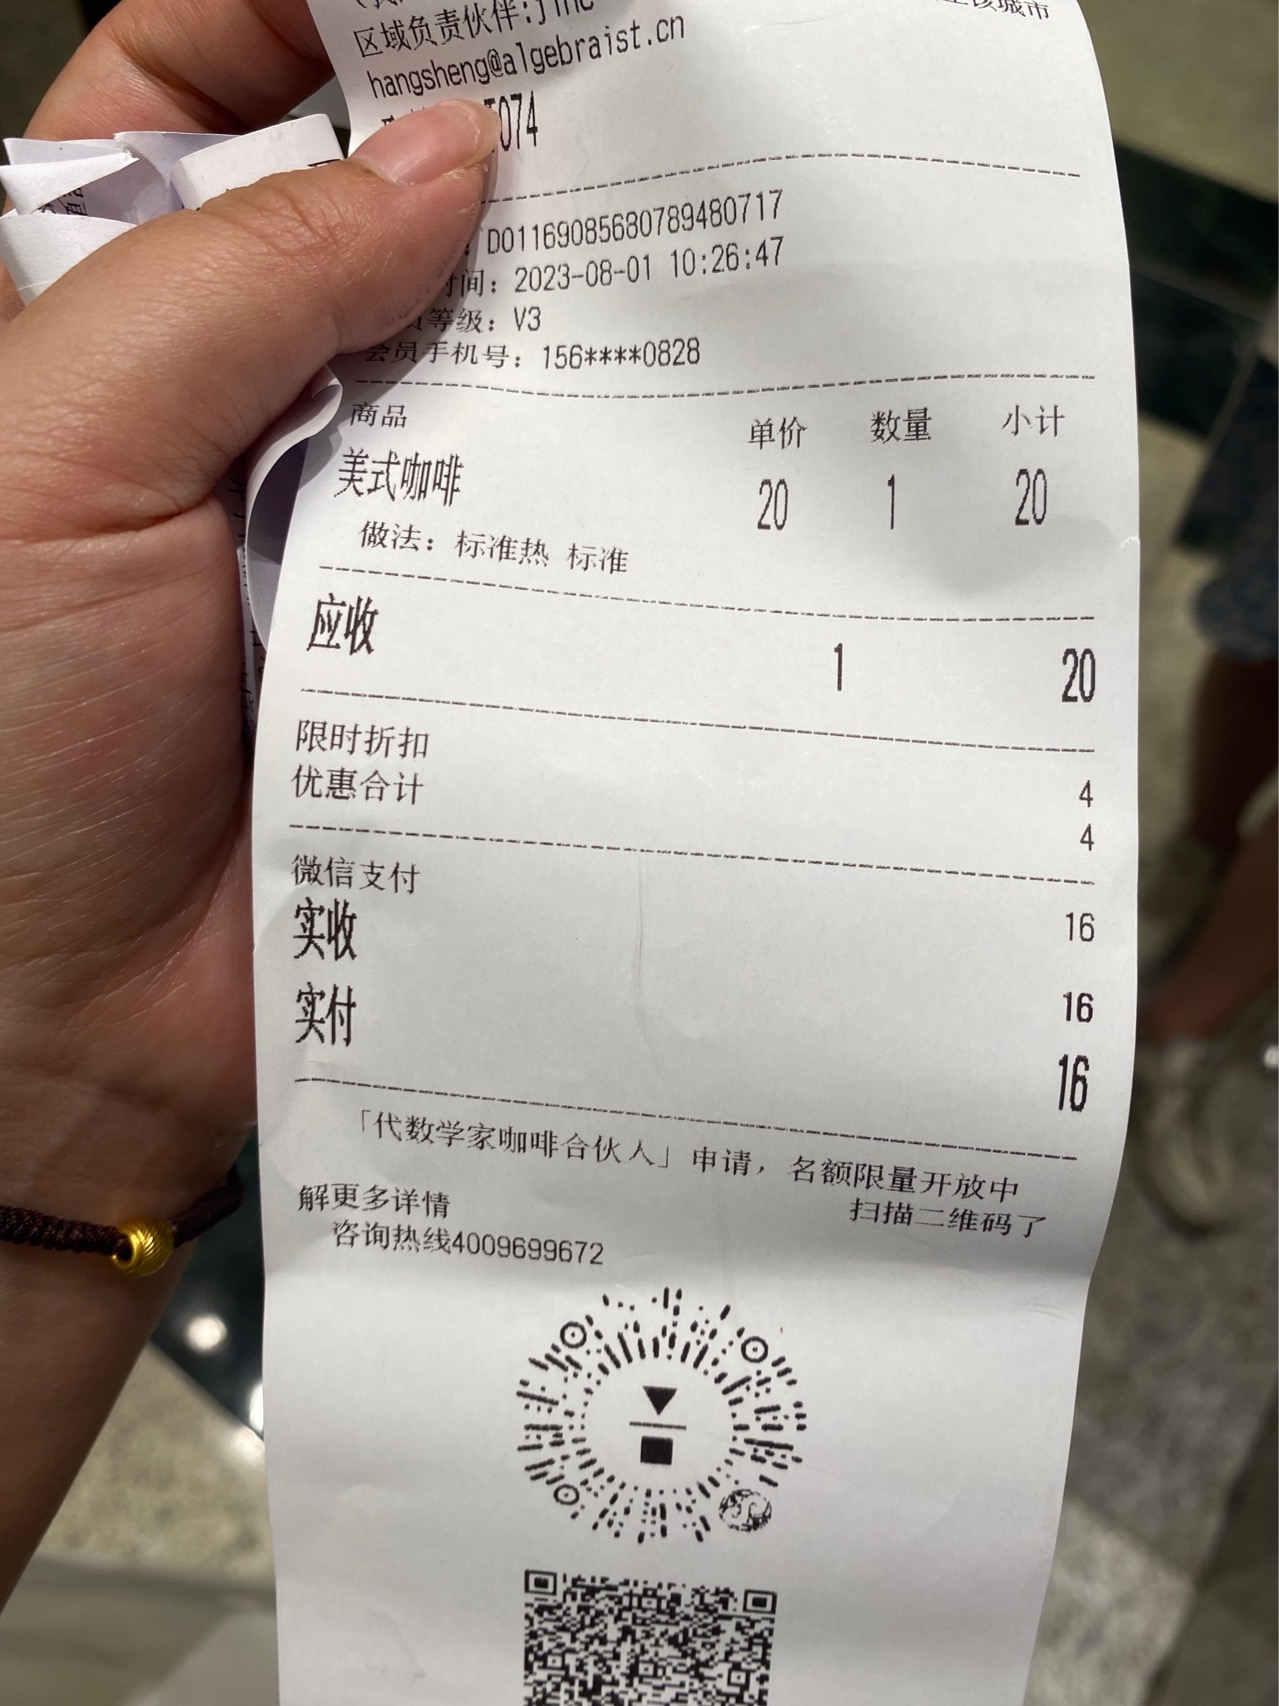 区域负责伙伴:
hangsheng@algebraist.cn
T074
D01169085680789480717
时间：2023-08-01 10:26:47
等级：V3
会员手机号：156****0828
商品 单价 数量 小计
美式咖啡 20 1 20
做法：标准热 标准
应收 1 20
限时折扣 4
优惠合计 4
微信支付 16
实收 16
实付 16
「代数学家咖啡合伙人」申请，名额限量开放中
扫描二维码了
解更多详情
咨询热线4009699672